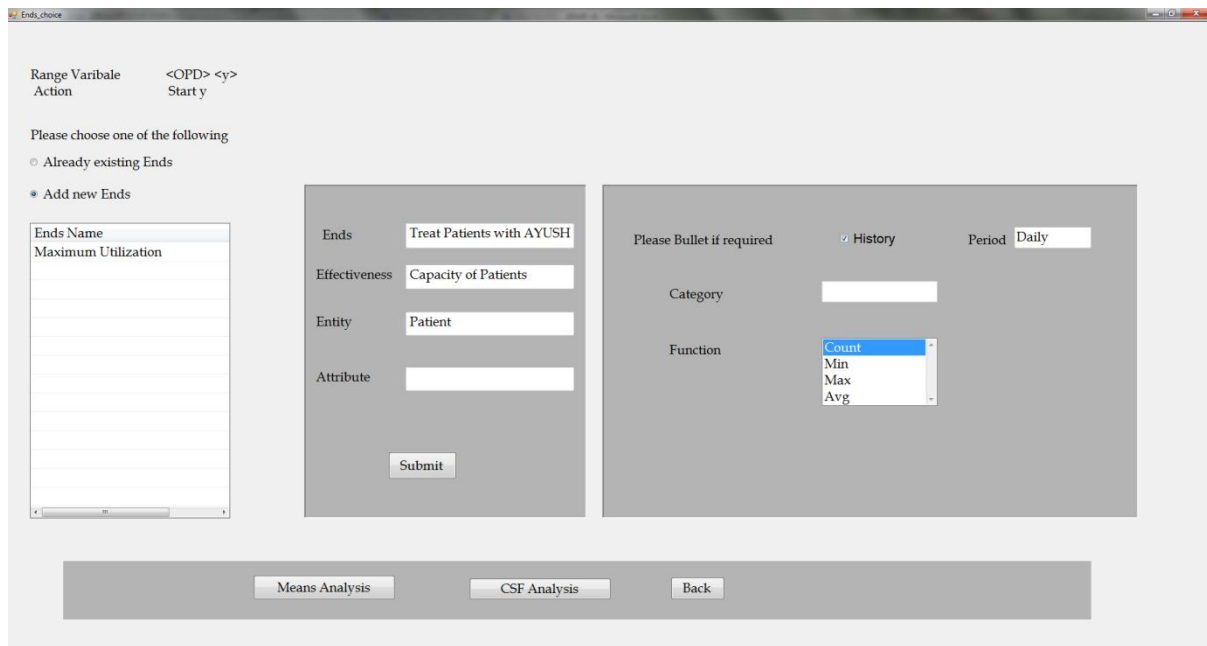 Ends_choice
Range Varibale <OPD> <y>
Action Start y
Please choose one of the following
Already existing Ends
Add new Ends
Ends Name
Maximum Utilization
Ends Treat Patients with AYUSH
Effectiveness Capacity of Patients
Entity Patient
Attribute
Submit
Please Bullet if required History Period Daily
Category
Function Count
Min
Max
Avg
Means Analysis CSF Analysis Back